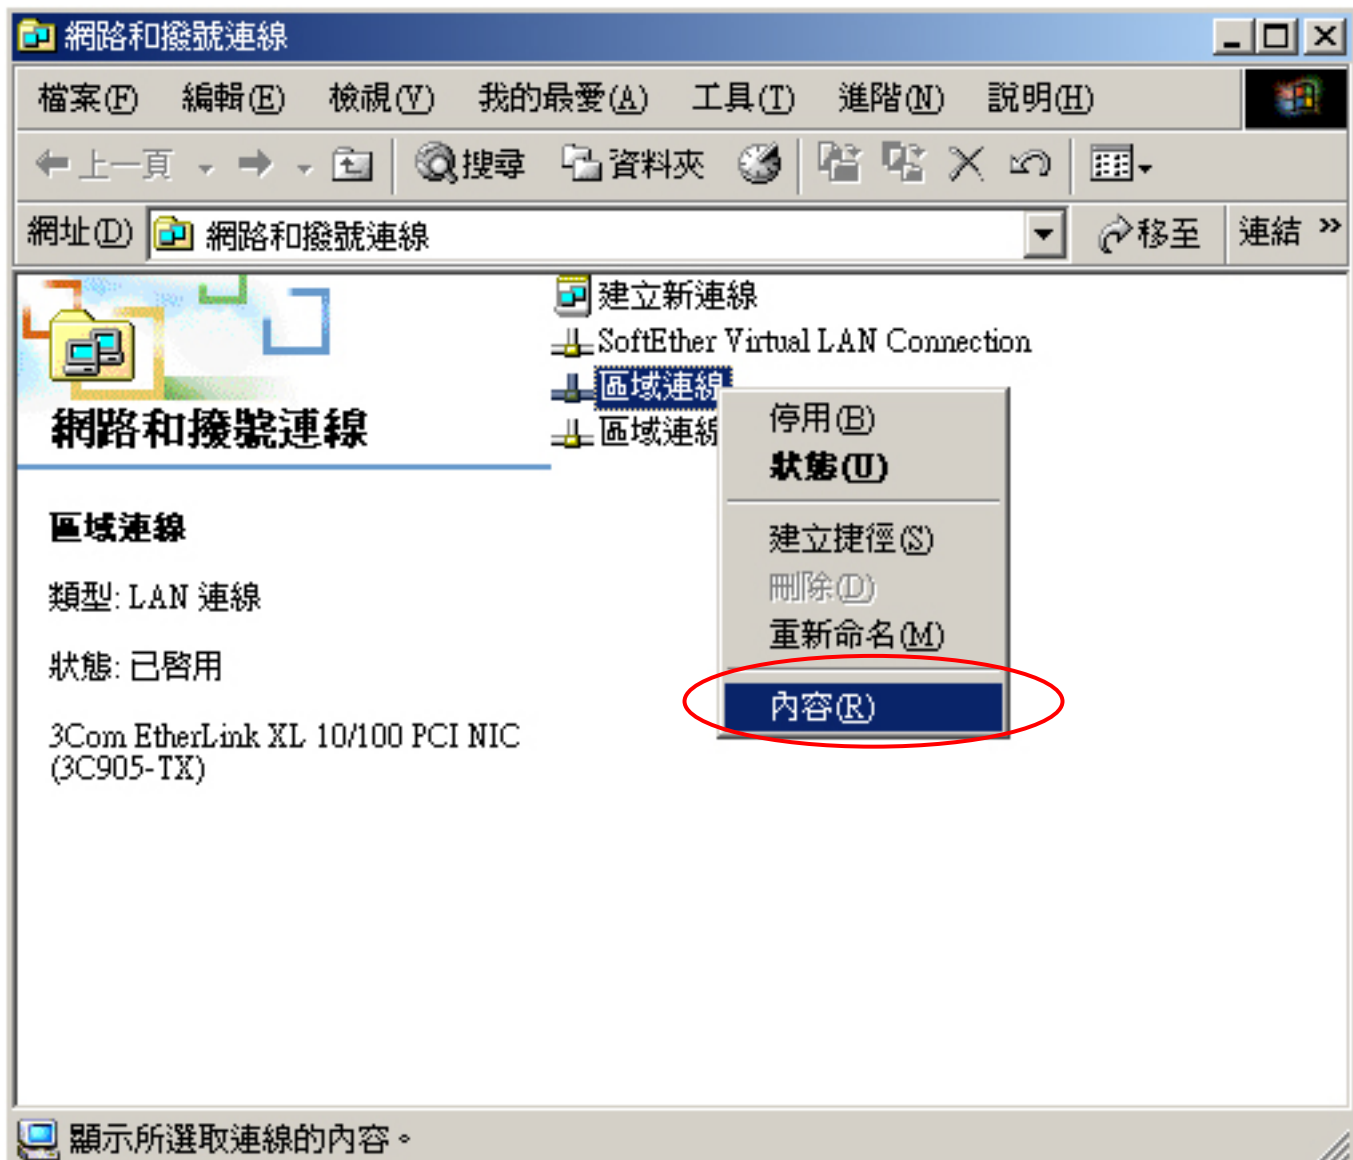 網路和撥號連線
檔案(F) 編輯(E) 檢視(V) 我的最愛(A) 工具(T) 進階(N) 說明(H)
上一頁 搜尋 資料夾
網址(D) 網路和撥號連線 移至 連結 »
網路和撥號連線
區域連線
類型: LAN 連線
狀態: 已啓用
3Com EtherLink XL 10/100 PCI NIC
(3C905-TX)
建立新連線
SoftEther Virtual LAN Connection
區域連線
區域連線
停用(B)
狀態(U)
建立捷徑(S)
刪除(D)
重新命名(M)
內容(R)
顯示所選取連線的內容。